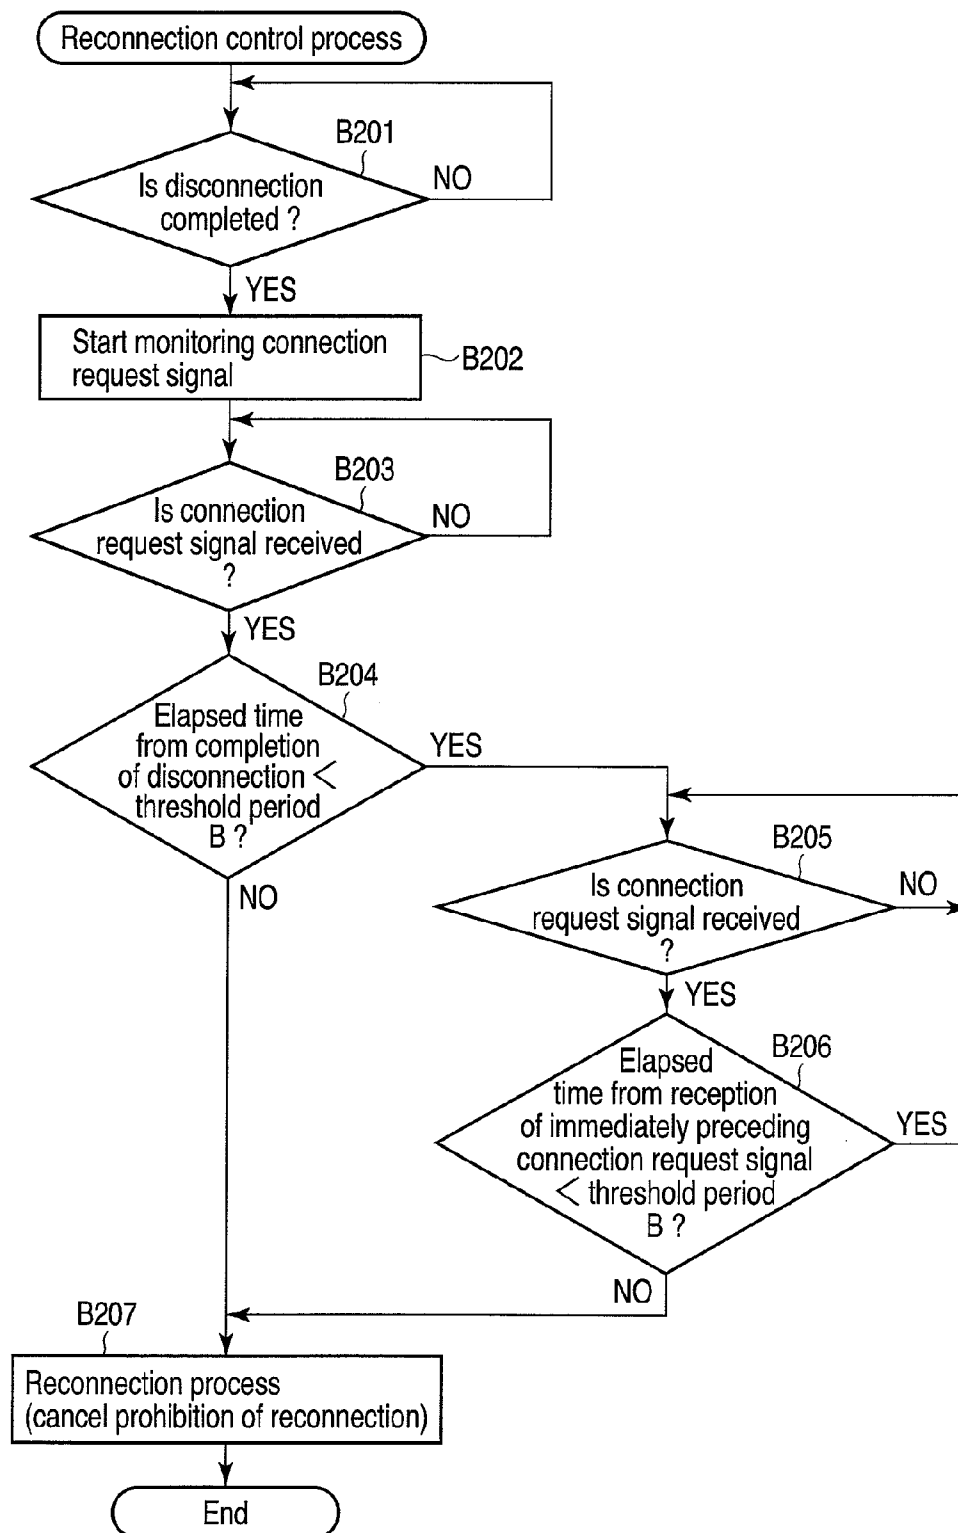 Reconnection control process
B201
Is disconnection
completed ?
NO
YES
Start monitoring connection
request signal
B202
B203
Is connection
request signal received
?
NO
YES
B204
Elapsed time
from completion
of disconnection <
threshold period
B ?
YES
NO
B205
Is connection
request signal received
?
NO
YES
B206
Elapsed
time from reception
of immediately preceding
connection request signal
< threshold period
B ?
YES
NO
B207
Reconnection process
(cancel prohibition of reconnection)
End